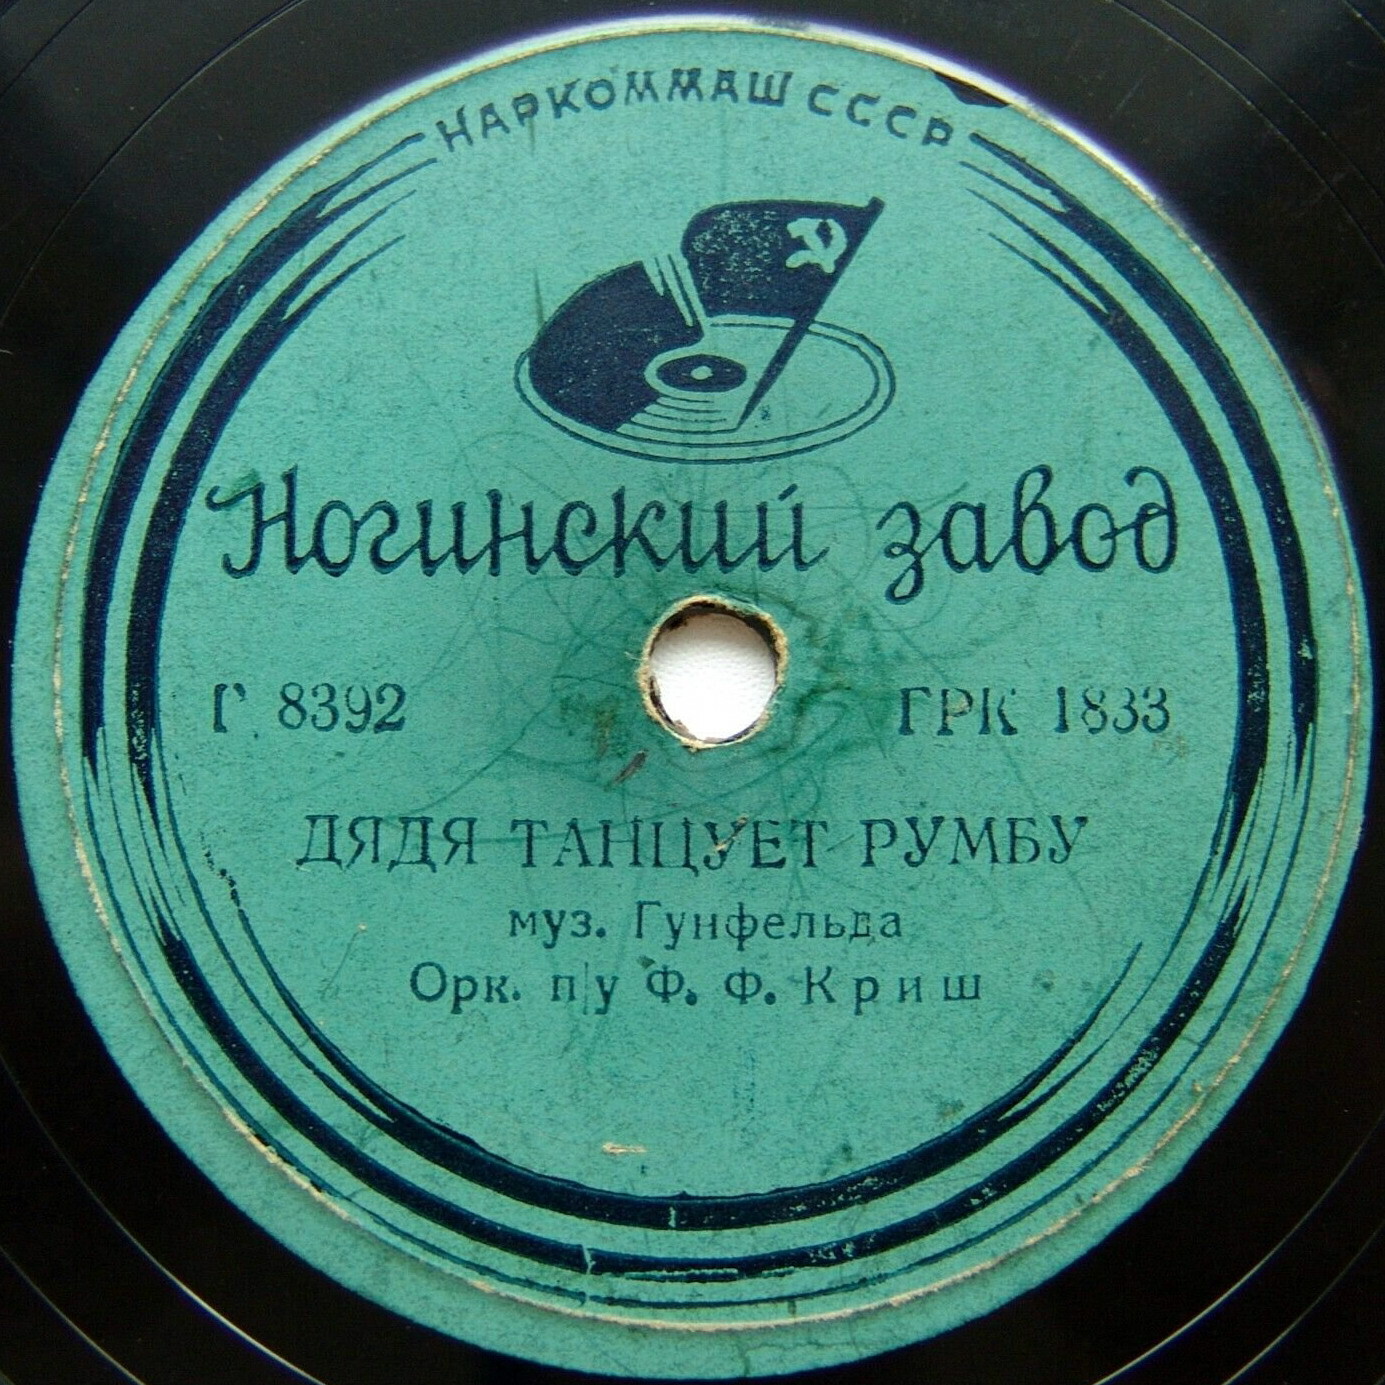 НАРКОММАШ СССР
Ногинский завод
Г 8392 ГРК 1833
ДЯДЯ ТАНЦУЕТ РУМБУ
муз. Гунфельда
Орк. п/у Ф. Ф. Криш